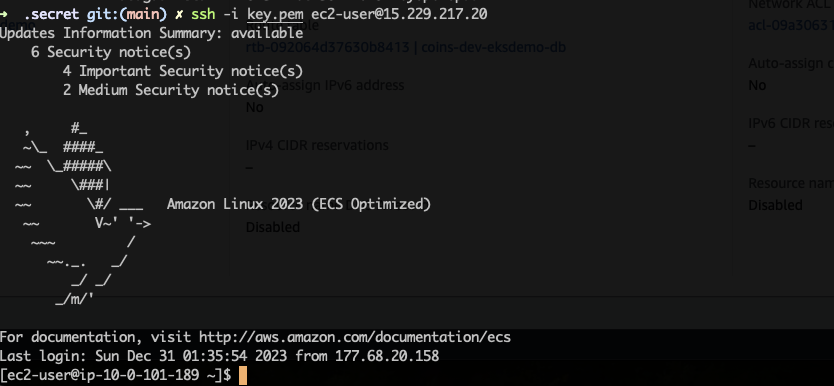 ➜  .secret git:(main) ✗ ssh -i key.pem ec2-user@15.229.217.20
Updates Information Summary: available
    6 Security notice(s)
        4 Important Security notice(s)
        2 Medium Security notice(s)
   ,     #_
   ~\_  ####_
  ~~  \_#####\
  ~~     \###|
  ~~       \#/ ___   Amazon Linux 2023 (ECS Optimized)
   ~~       V~' '->
    ~~~         /
      ~~._.   _/
         _/ _/
       _/m/'
For documentation, visit http://aws.amazon.com/documentation/ecs
Last login: Sun Dec 31 01:35:54 2023 from 177.68.20.158
[ec2-user@ip-10-0-101-189 ~]$
rtb-092064d37630b8413 | coins-dev-eksdemo-db
Auto-assign IPv6 address
No
IPv4 CIDR reservations
–
Disabled
Network ACL
acl-09a3063
Auto-assign c
No
IPv6 CIDR rese
–
Resource nam
Disabled